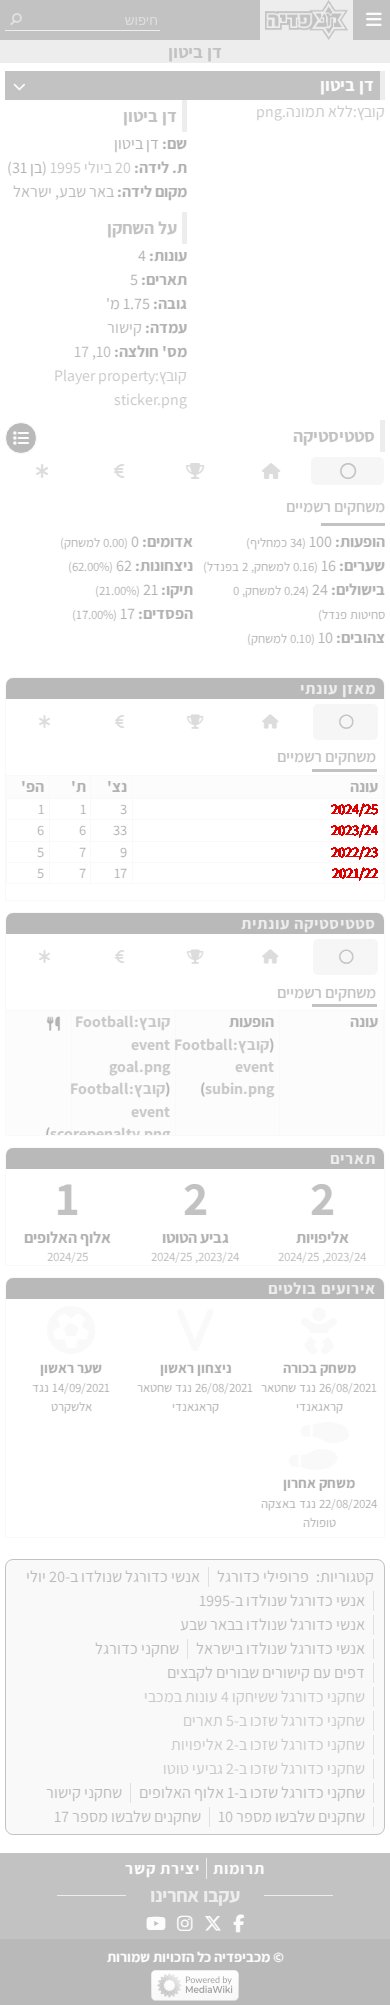 חיפוש
מכביפדיה
דן ביטון
דן ביטון
קובץ:ללא תמונה.png
דן ביטון
שם: דן ביטון
ת. לידה: 20 ביולי 1995 (בן 31)
מקום לידה: באר שבע, ישראל
על השחקן
עונות: 4
תארים: 5
גובה: 1.75 מ'
עמדה: קישור
מס' חולצה: 10, 17
קובץ:Player property
sticker.png
סטטיסטיקה
משחקים רשמיים
הופעות: 100 (34 כמחליף)
שערים: 16 (0.16 למשחק, 2 בפנדל)
בישולים: 24 (0.24 למשחק, 0
סחיטות פנדל)
צהובים: 10 (0.10 למשחק)
אדומים: 0 (0.00 למשחק)
ניצחונות: 62 (62.00%)
תיקו: 21 (21.00%)
הפסדים: 17 (17.00%)
מאזן עונתי
משחקים רשמיים
עונה נצ' ת' הפ'
2024/25 3 1 1
2023/24 33 6 6
2022/23 9 7 5
2021/22 17 7 5
סטטיסטיקה עונתית
משחקים רשמיים
עונה
הופעות
(קובץ:Football
event
subin.png)
קובץ:Football
event
goal.png
(קובץ:Football
event
scorepenalty.png)
תארים
2 2 1
אליפויות גביע הטוטו אלוף האלופים
2023/24, 2024/25 2023/24, 2024/25 2024/25
אירועים בולטים
משחק בכורה
26/08/2021 נגד שחטאר
קראגאנדי
ניצחון ראשון
26/08/2021 נגד שחטאר
קראגאנדי
שער ראשון
14/09/2021 נגד
אלשקרט
משחק אחרון
22/08/2024 נגד באצקה
טופולה
קטגוריות: פרופילי כדורגל | אנשי כדורגל שנולדו ב-20 יולי
אנשי כדורגל שנולדו ב-1995
אנשי כדורגל שנולדו בבאר שבע
אנשי כדורגל שנולדו בישראל | שחקני כדורגל
דפים עם קישורים שבורים לקבצים
שחקני כדורגל ששיחקו 4 עונות במכבי
שחקני כדורגל שזכו ב-5 תארים
שחקני כדורגל שזכו ב-2 אליפויות
שחקני כדורגל שזכו ב-2 גביעי טוטו
שחקני כדורגל שזכו ב-1 אלוף האלופים | שחקני קישור
שחקנים שלבשו מספר 10 | שחקנים שלבשו מספר 17
תרומות | יצירת קשר
עקבו אחרינו
© מכביפדיה כל הזכויות שמורות
Powered by
MediaWiki